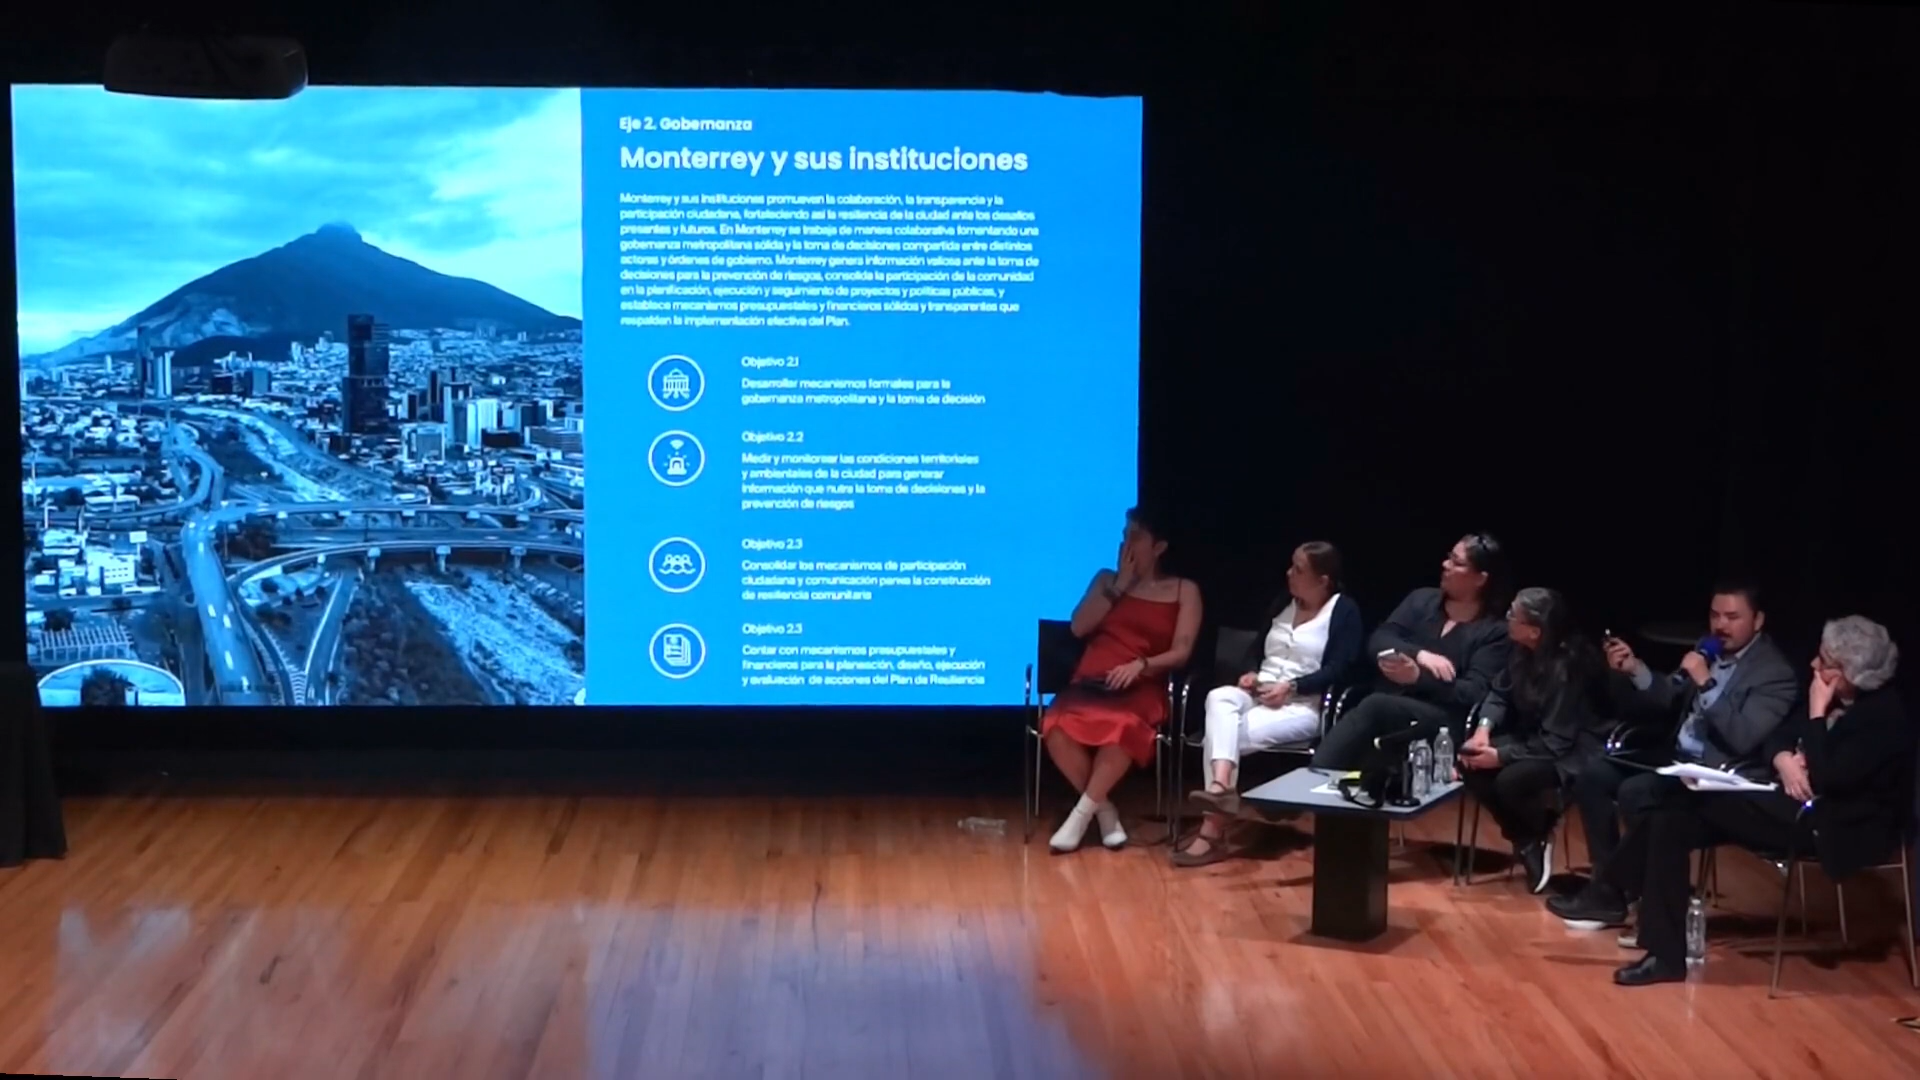 Eje 2. Gobernanza
Monterrey y sus instituciones
Monterrey y sus instituciones promueven la colaboración, la transparencia y la
participación ciudadana, fortaleciendo así la resiliencia de la ciudad ante los desafíos
presentes y futuros. En Monterrey se trabaja de manera colaborativa fomentando una
gobernanza metropolitana sólida y la toma de decisiones compartida entre distintos
actores y órdenes de gobierno. Monterrey genera información valiosa ante la toma de
decisiones para la prevención de riesgos, consolida la participación de la comunidad
en la planificación, ejecución y seguimiento de proyectos y políticas públicas, y
establece mecanismos presupuestales y financieros sólidos y transparentes que
respalden la implementación efectiva del Plan.
Objetivo 2.1
Desarrollar mecanismos formales para la
gobernanza metropolitana y la toma de decisión
Objetivo 2.2
Medir y monitorear las condiciones territoriales
y ambientales de la ciudad para generar
información que nutra la toma de decisiones y la
prevención de riesgos
Objetivo 2.3
Consolidar los mecanismos de participación
ciudadana y comunicación parwa la construcción
de resiliencia comunitaria
Objetivo 2.3
Contar con mecanismos presupuestales y
financieros para la planeación, diseño, ejecución
y evaluación de acciones del Plan de Resiliencia